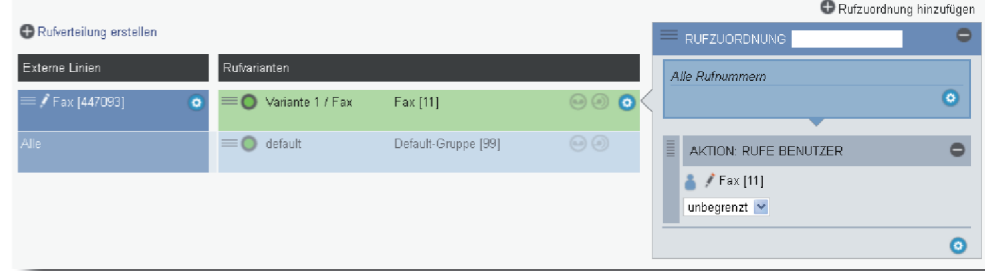 Rufzuordnung hinzufügen
Rufverteilung erstellen
RUFZUORDNUNG
Externe Linien
Rufvarianten
Alle Rufnummern
Fax [447093]
Variante 1 / Fax
Fax [11]
Alle
default
Default-Gruppe [99]
AKTION: RUFE BENUTZER
Fax [11]
unbegrenzt